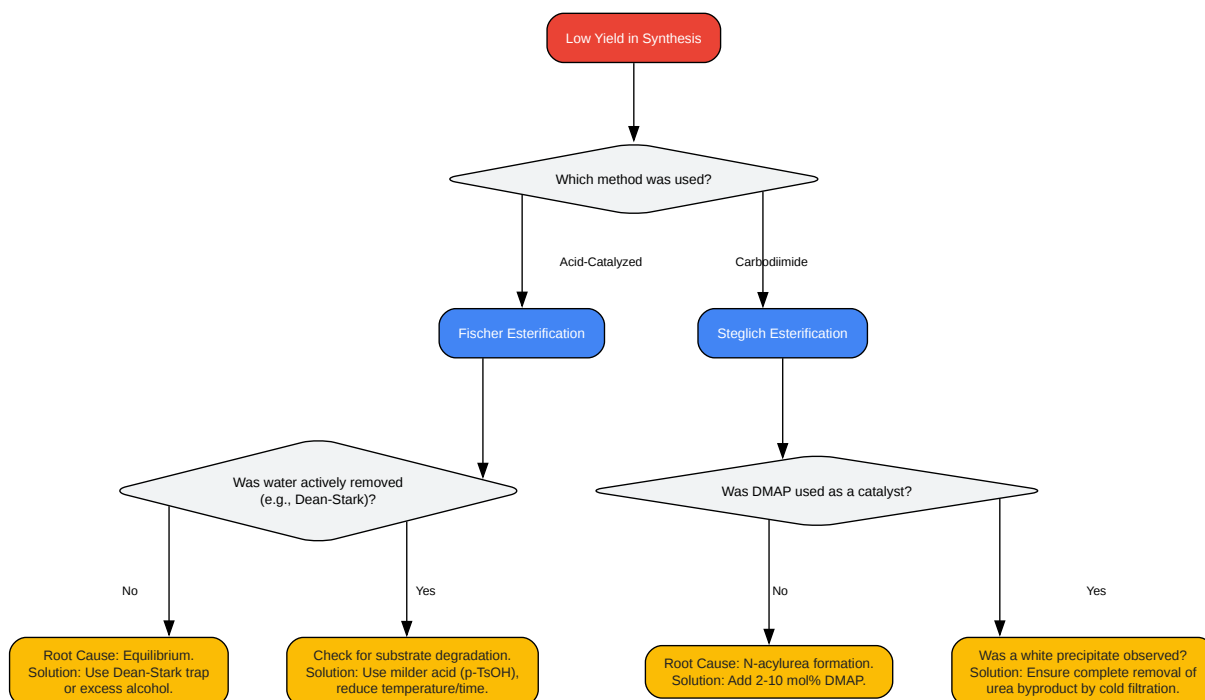 Low Yield in Synthesis
Which method was used?
Acid-Catalyzed
Carbodiimide
Fischer Esterification
Steglich Esterification
Was water actively removed
(e.g., Dean-Stark)?
Was DMAP used as a catalyst?
No
Yes
No
Yes
Root Cause: Equilibrium.
Solution: Use Dean-Stark trap
or excess alcohol.
Check for substrate degradation.
Solution: Use milder acid (p-TsOH),
reduce temperature/time.
Root Cause: N-acylurea formation.
Solution: Add 2-10 mol% DMAP.
Was a white precipitate observed?
Solution: Ensure complete removal of
urea byproduct by cold filtration.